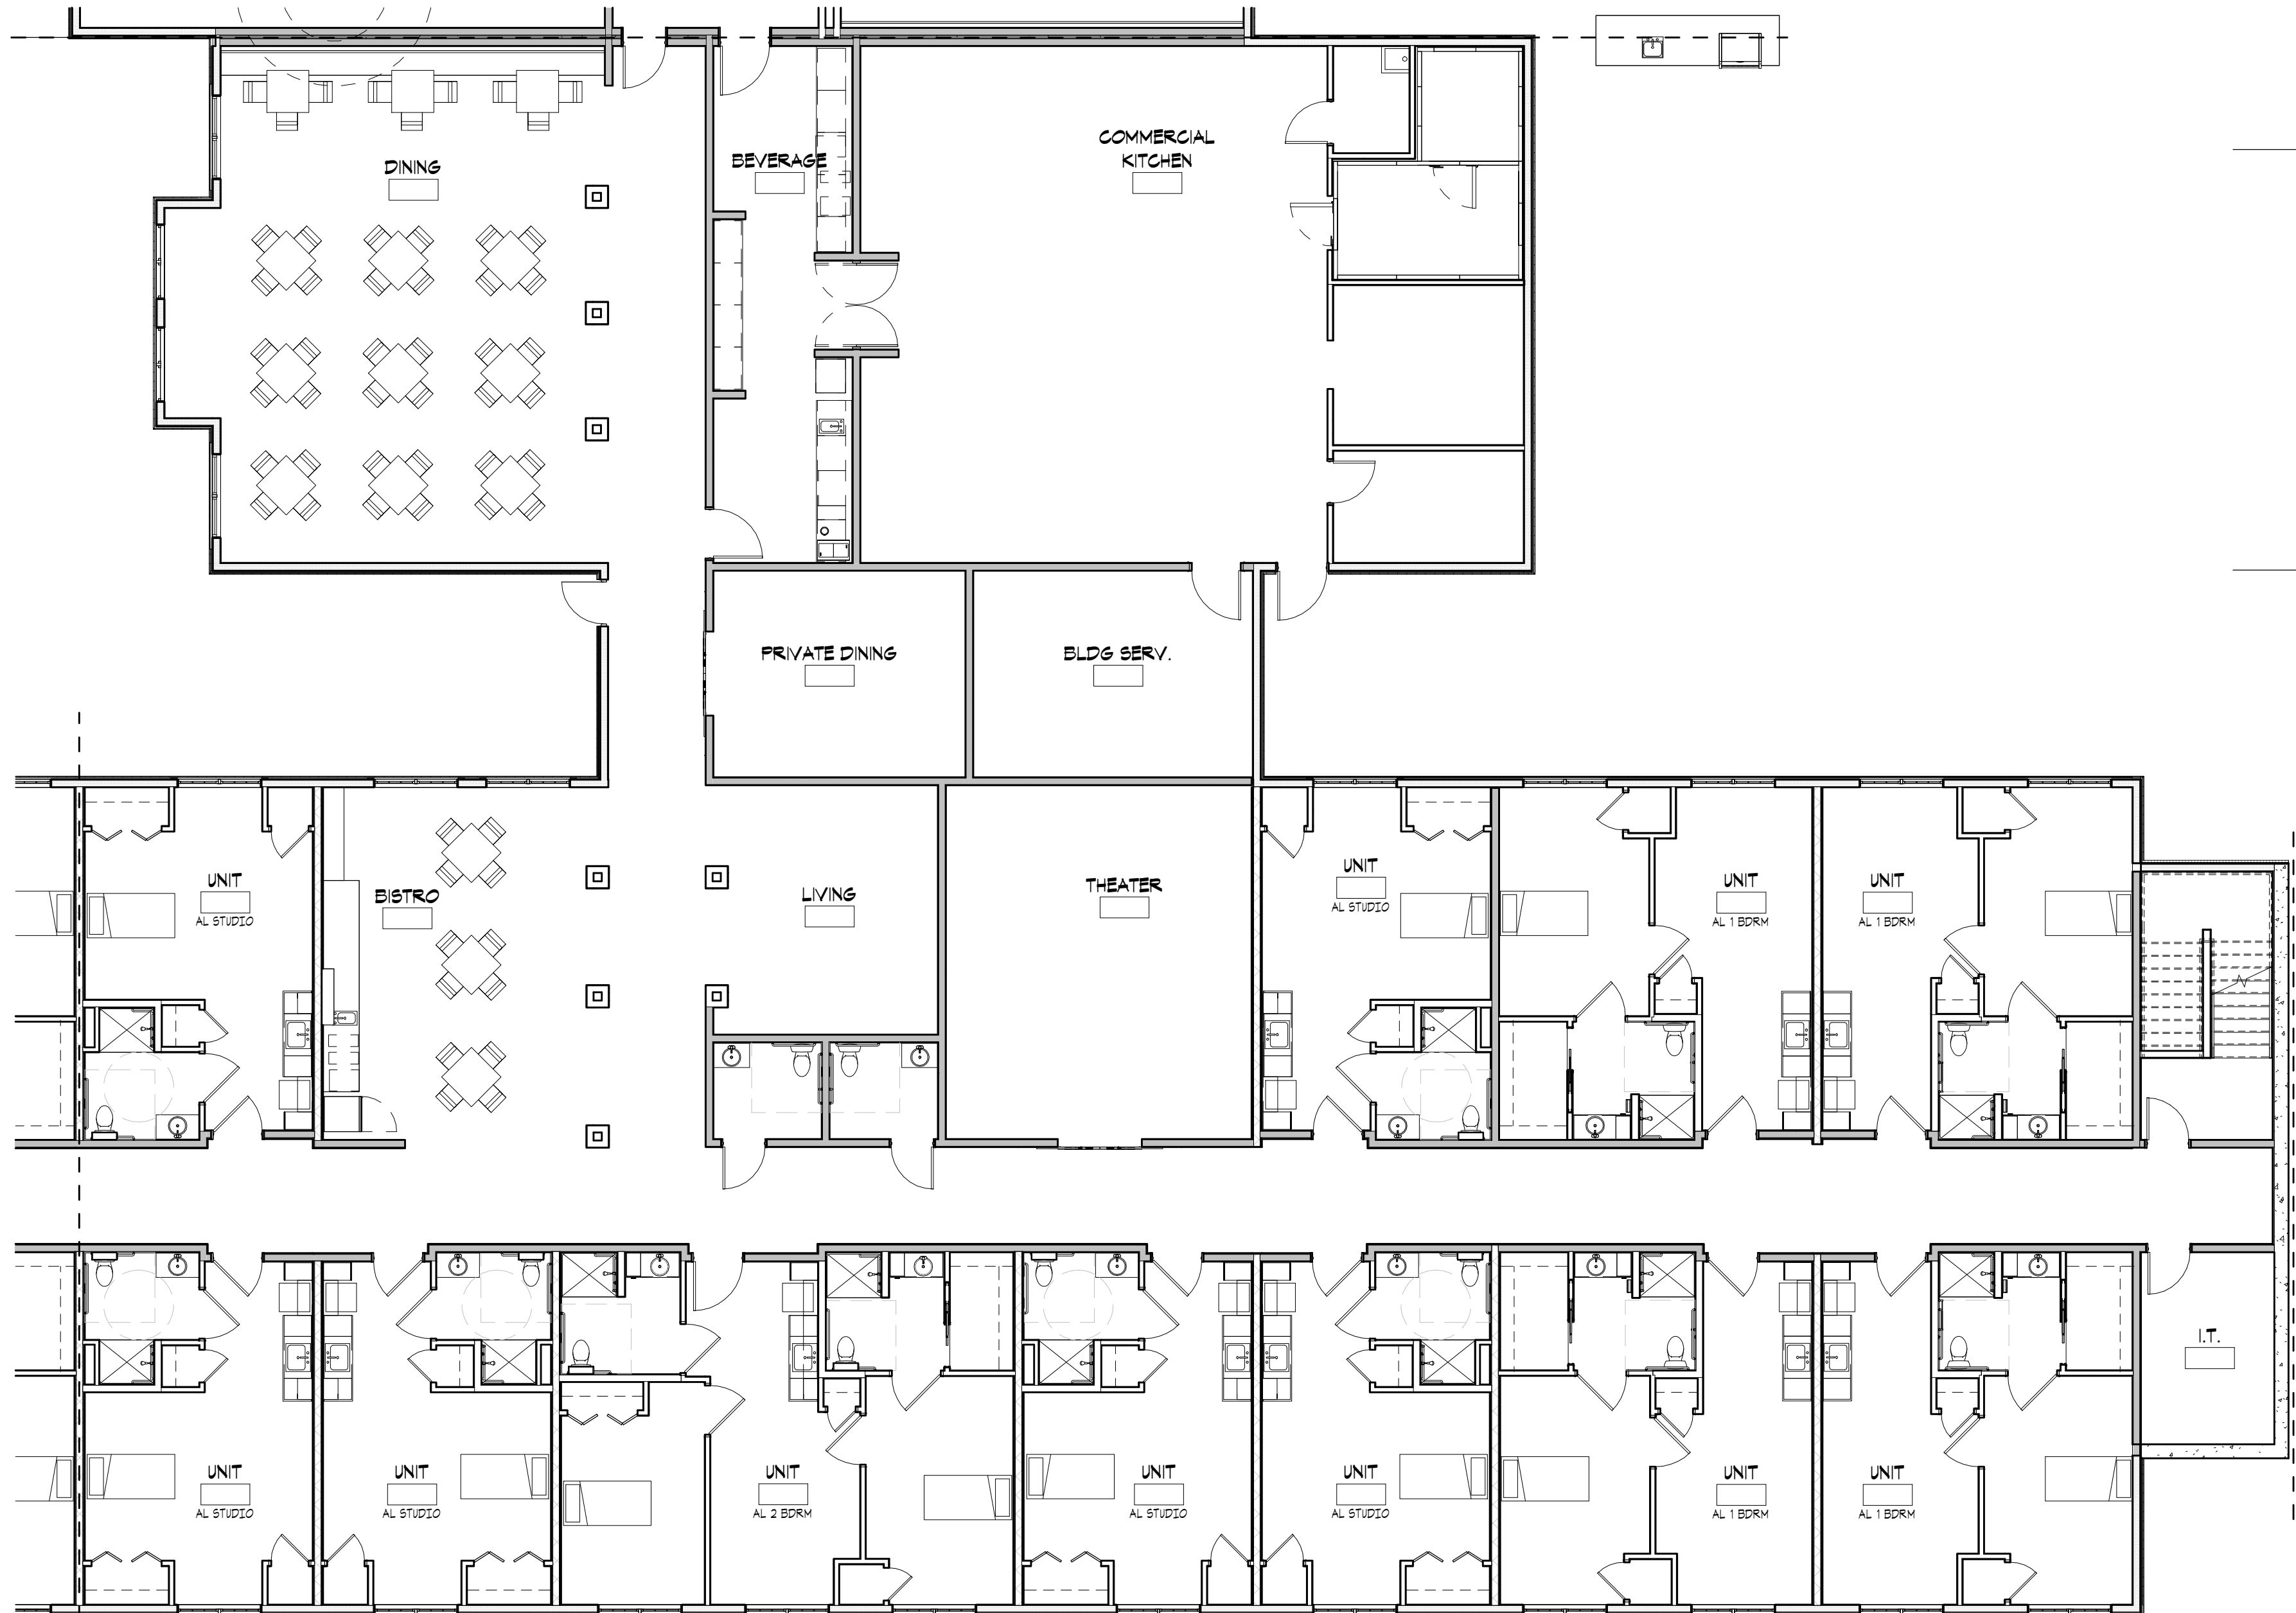 COMMERCIAL
KITCHEN
BEVERAGE
DINING
PRIVATE DINING
BLDG SERV.
UNIT
AL STUDIO
BISTRO
LIVING
THEATER
UNIT
AL STUDIO
UNIT
AL 1 BDRM
UNIT
AL 1 BDRM
I.T.
UNIT
AL STUDIO
UNIT
AL STUDIO
UNIT
AL 2 BDRM
UNIT
AL STUDIO
UNIT
AL STUDIO
UNIT
AL 1 BDRM
UNIT
AL 1 BDRM